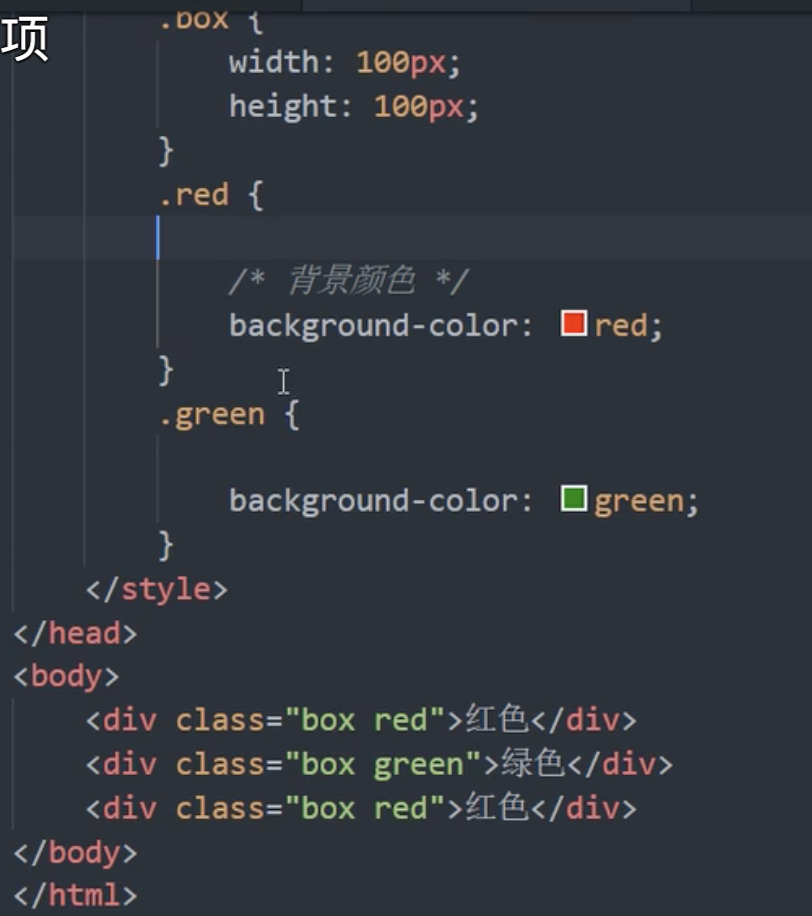 项
.box {
width: 100px;
height: 100px;
}
.red {
/* 背景颜色 */
background-color: red;
}
.green {
background-color: green;
}
</style>
</head>
<body>
<div class="box red">红色</div>
<div class="box green">绿色</div>
<div class="box red">红色</div>
</body>
</html>